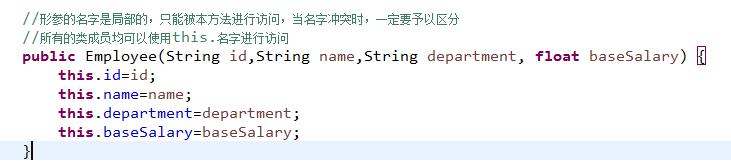 //形参的名字是局部的，只能被本方法进行访问，当名字冲突时，一定要予以区分
//所有的类成员均可以使用this.名字进行访问
public Employee(String id,String name,String department, float baseSalary) {
this.id=id;
this.name=name;
this.department=department;
this.baseSalary=baseSalary;
}